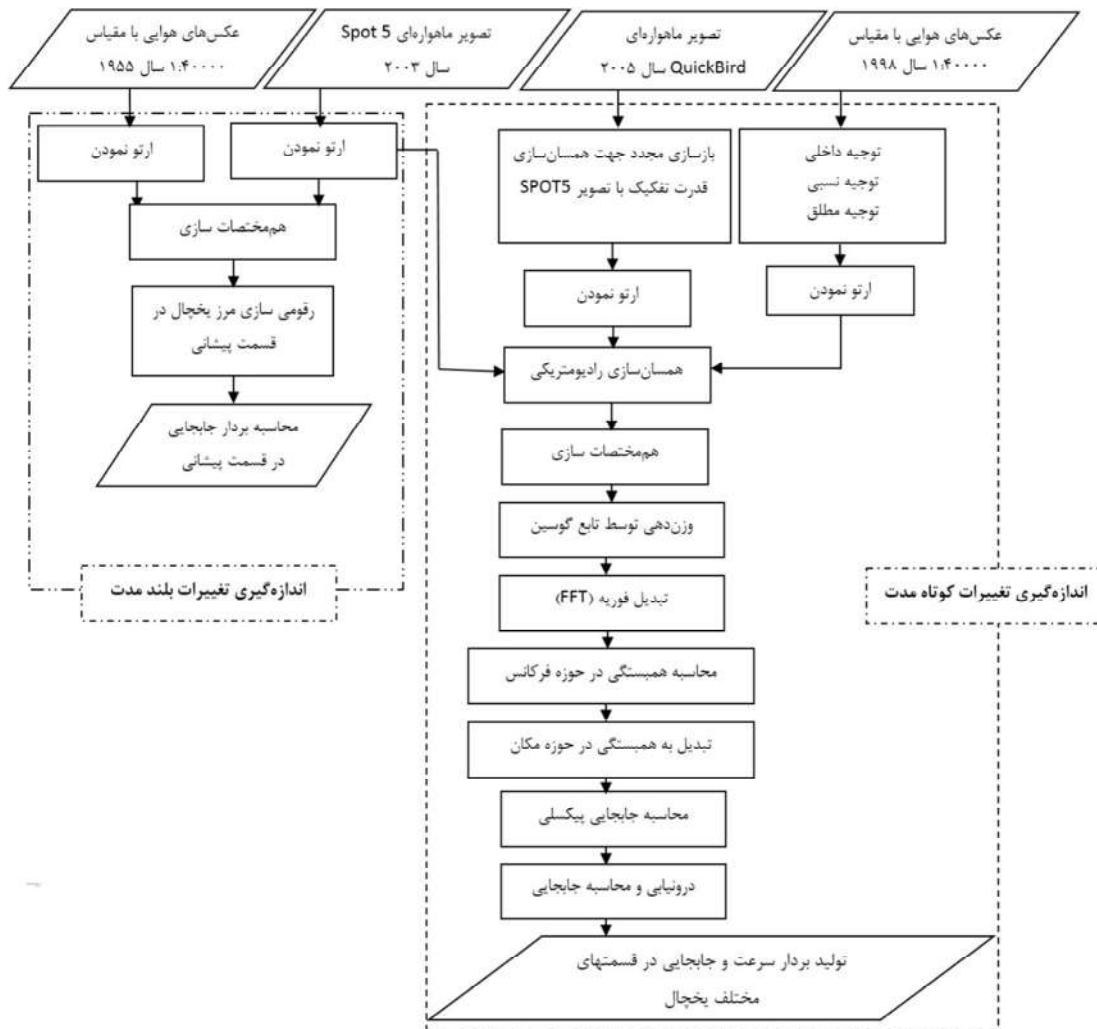 عکس‌های هوایی با مقیاس
۱:۴۰۰۰۰ سال ۱۹۹۸
تصویر ماهواره‌ای
QuickBird سال ۲۰۰۵
تصویر ماهواره‌ای Spot 5
سال ۲۰۰۳
عکس‌های هوایی با مقیاس
۱:۴۰۰۰۰ سال ۱۹۵۵
توجیه داخلی
توجیه نسبی
توجیه مطلق
بازسازی مجدد جهت همسان‌سازی
قدرت تفکیک با تصویر SPOT5
ارتو نمودن
ارتو نمودن
ارتو نمودن
ارتو نمودن
هم‌مختصات سازی
رقومی سازی مرز یخچال در
قسمت پیشانی
محاسبه بردار جابجایی
در قسمت پیشانی
اندازه‌گیری تغییرات بلند مدت
همسان‌سازی رادیومتریکی
هم‌مختصات سازی
وزن‌دهی توسط تابع گوسین
تبدیل فوریه (FFT)
اندازه‌گیری تغییرات کوتاه مدت
محاسبه همبستگی در حوزه فرکانس
تبدیل به همبستگی در حوزه مکان
محاسبه جابجایی پیکسلی
درونیابی و محاسبه جابجایی
تولید بردار سرعت و جابجایی در قسمتهای
مختلف یخچال